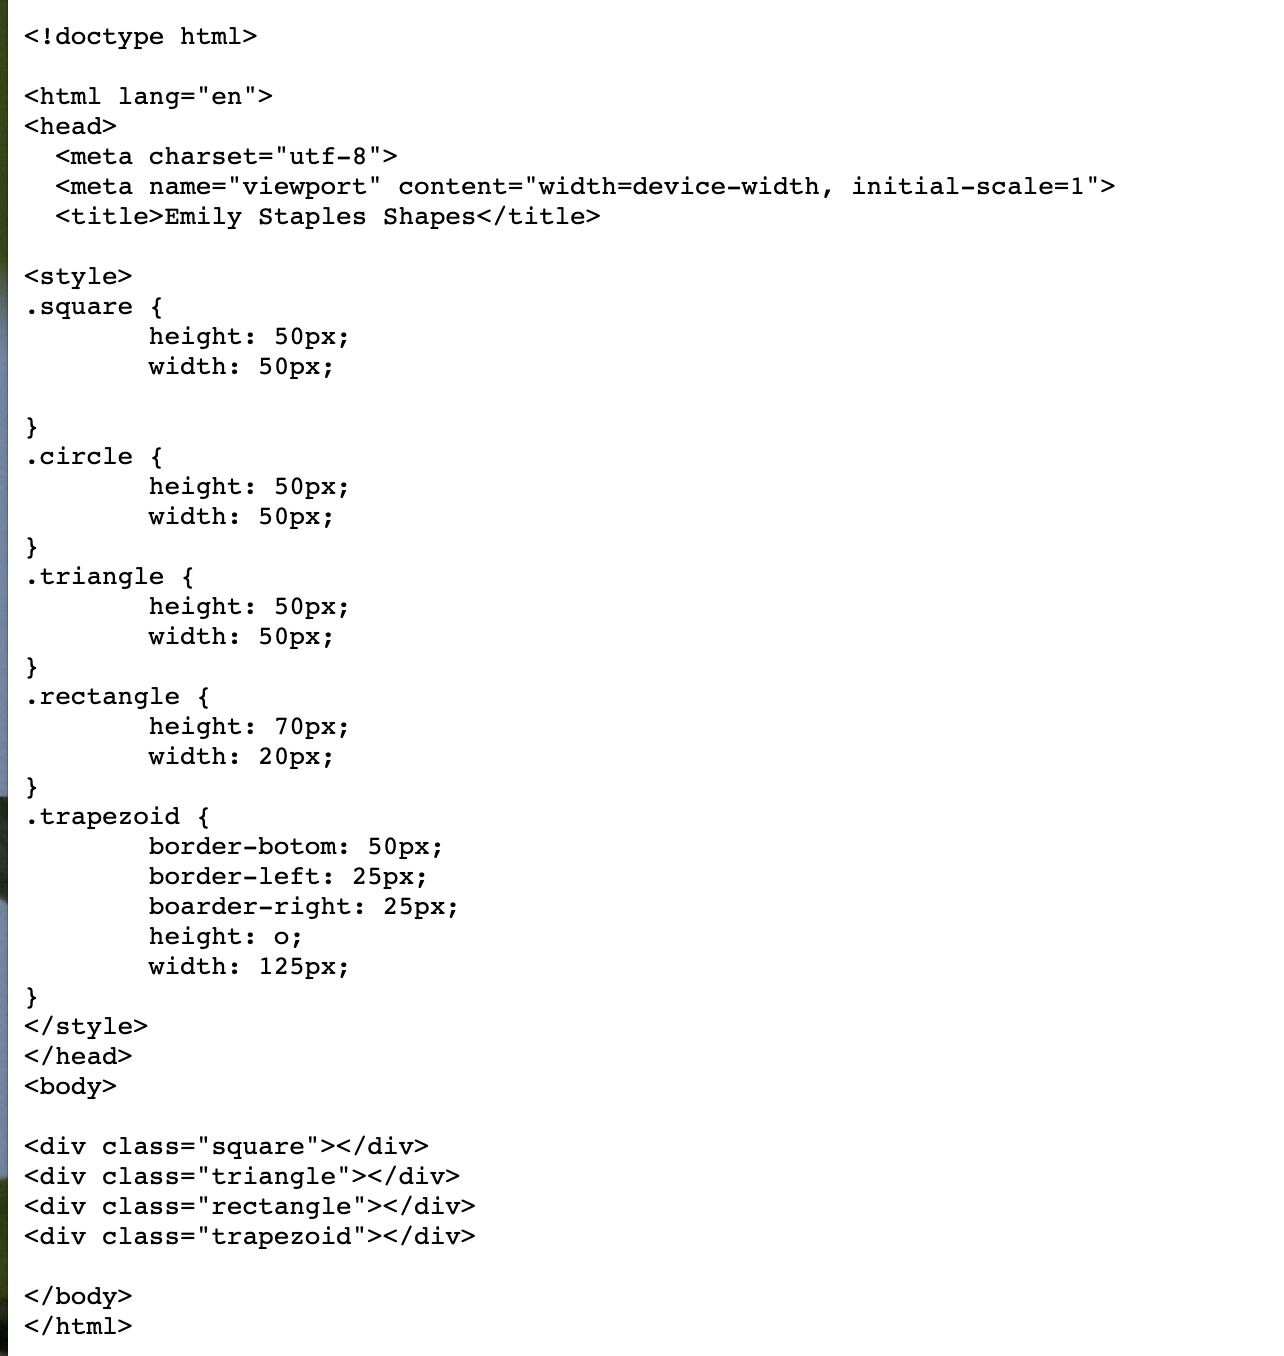 <!doctype html>
<html lang="en">
<head>
<meta charset="utf-8">
<meta name="viewport" content="width=device-width, initial-scale=1">
<title>Emily Staples Shapes</title>
<style>
.square {
height: 50px;
width: 50px;
}
.circle {
height: 50px;
width: 50px;
}
.triangle {
height: 50px;
width: 50px;
}
.rectangle {
height: 70px;
width: 20px;
}
.trapezoid {
border-botom: 50px;
border-left: 25px;
boarder-right: 25px;
height: o;
width: 125px;
}
</style>
</head>
<body>
<div class="square"></div>
<div class="triangle"></div>
<div class="rectangle"></div>
<div class="trapezoid"></div>
</body>
</html>